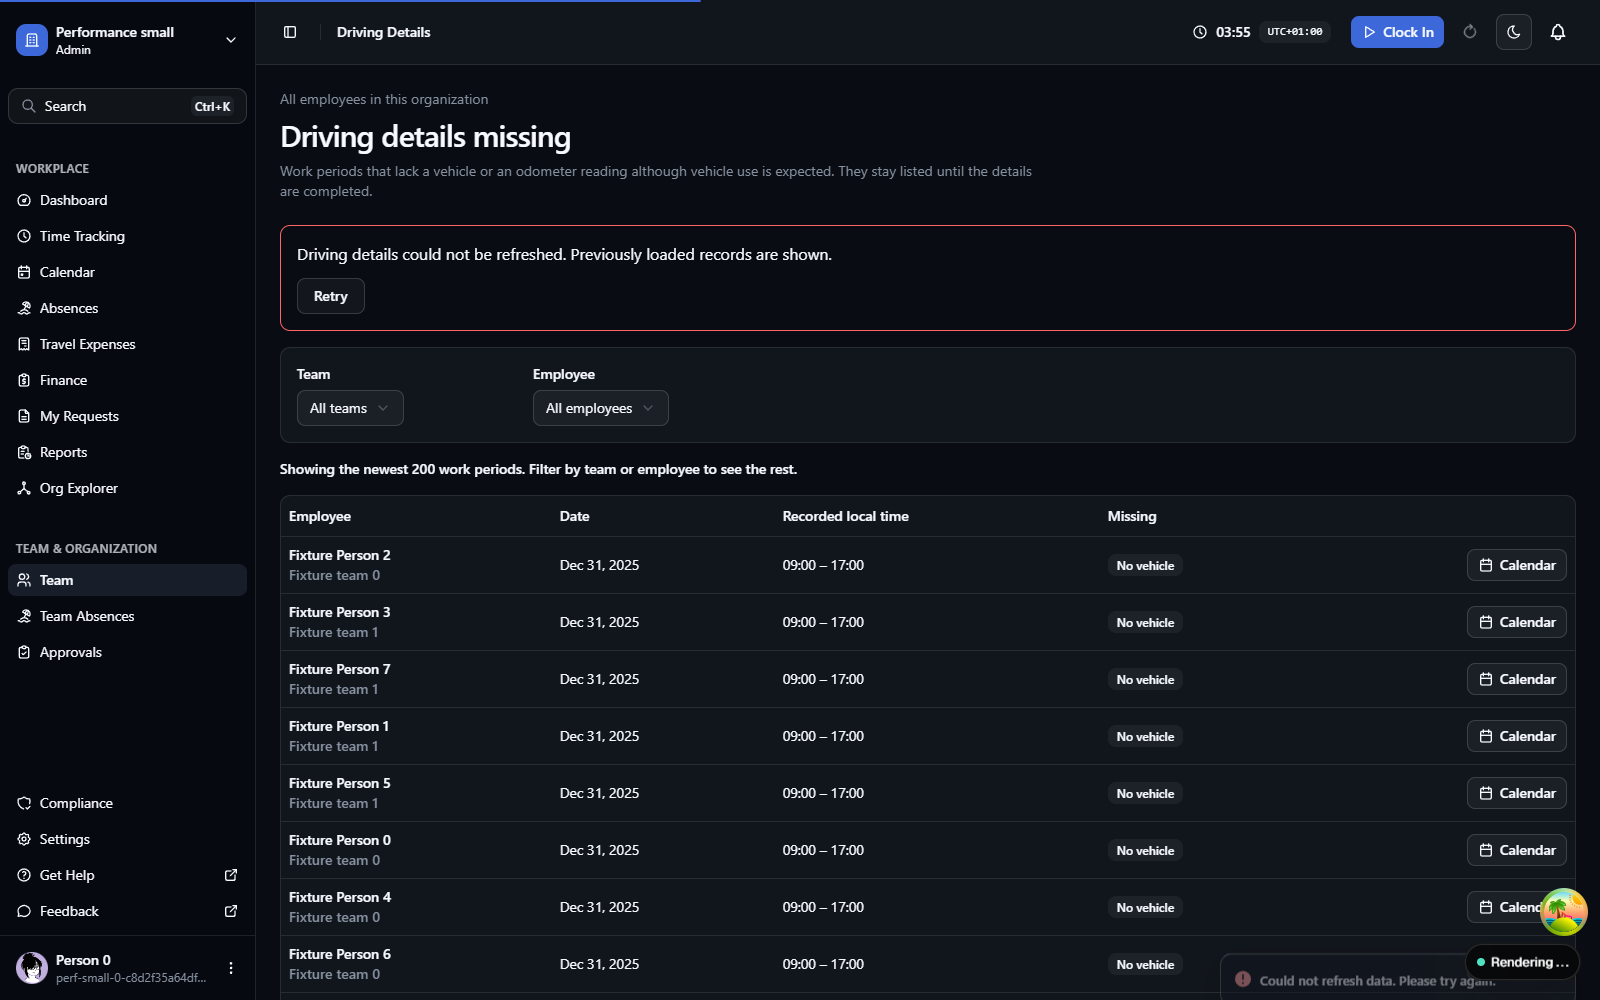 Performance small
Admin
Search
Ctrl+K
WORKPLACE
Dashboard
Time Tracking
Calendar
Absences
Travel Expenses
Finance
My Requests
Reports
Org Explorer
TEAM & ORGANIZATION
Team
Team Absences
Approvals
Compliance
Settings
Get Help
Feedback
Person 0
perf-small-0-c8d2f35a64df...
Driving Details
03:55
UTC+01:00
Clock In
All employees in this organization
Driving details missing
Work periods that lack a vehicle or an odometer reading although vehicle use is expected. They stay listed until the details
are completed.
Driving details could not be refreshed. Previously loaded records are shown.
Retry
Team
Employee
All teams
All employees
Showing the newest 200 work periods. Filter by team or employee to see the rest.
Employee Date Recorded local time Missing
Fixture Person 2
Fixture team 0
Dec 31, 2025
09:00 – 17:00
No vehicle
Calendar
Fixture Person 3
Fixture team 1
Dec 31, 2025
09:00 – 17:00
No vehicle
Calendar
Fixture Person 7
Fixture team 1
Dec 31, 2025
09:00 – 17:00
No vehicle
Calendar
Fixture Person 1
Fixture team 1
Dec 31, 2025
09:00 – 17:00
No vehicle
Calendar
Fixture Person 5
Fixture team 1
Dec 31, 2025
09:00 – 17:00
No vehicle
Calendar
Fixture Person 0
Fixture team 0
Dec 31, 2025
09:00 – 17:00
No vehicle
Calendar
Fixture Person 4
Fixture team 0
Dec 31, 2025
09:00 – 17:00
No vehicle
Calend
Fixture Person 6
Fixture team 0
Dec 31, 2025
09:00 – 17:00
No vehicle
Rendering...
Could not refresh data. Please try again.